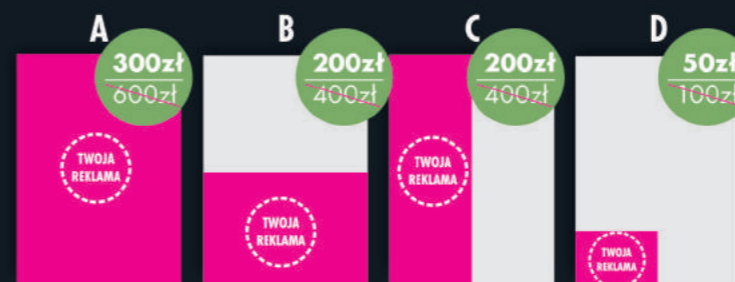 A
300zł
600zł
TWOJA
REKLAMA
B
200zł
400zł
TWOJA
REKLAMA
C
200zł
400zł
TWOJA
REKLAMA
D
50zł
100zł
TWOJA
REKLAMA